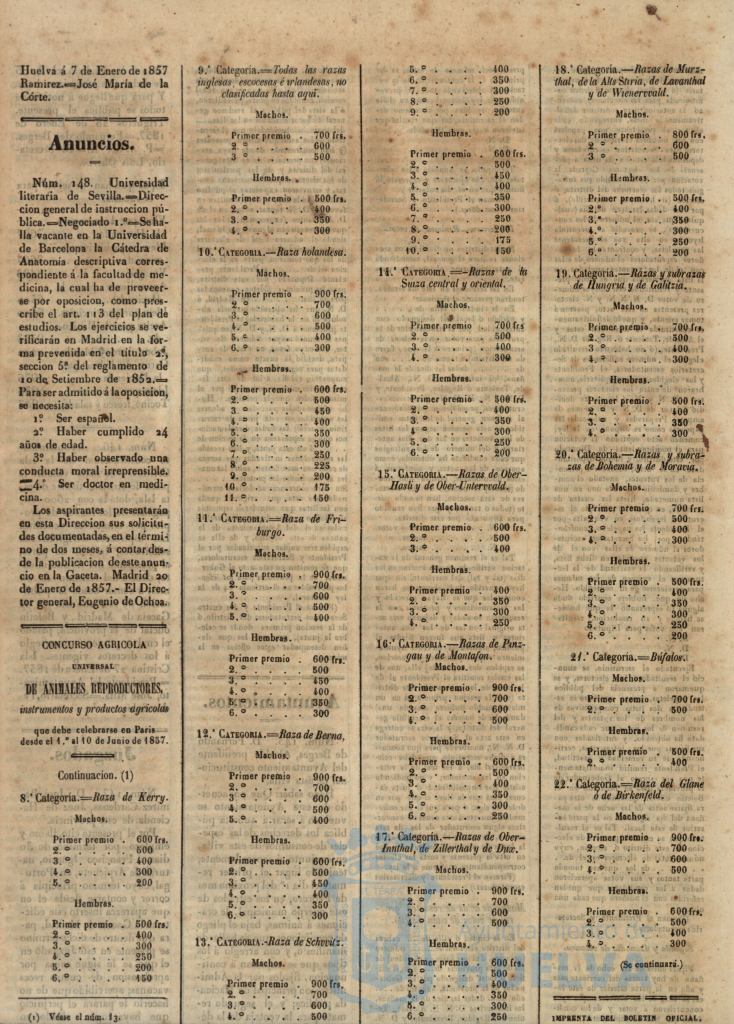 Huelva á 7 de Enero de 1857
Ramirez.=José María de la
Córte.
Anuncios.
Núm. 148. Universidad
literaria de Sevilla.=Direc-
cion general de instruccion pú-
blica.=Negociado 1.º=Se ha-
lla vacante en la Universidad
de Barcelona la Cátedra de
Anatomía descriptiva corres-
pondiente á la facultad de me-
dicina, la cual ha de proveer-
se por oposicion, como pres-
cribe el art. 113 del plan de
estudios. Los ejercicios se ve-
rificarán en Madrid en la for-
ma prevenida en el título 2º,
seccion 5ª del reglamento de
10 de Setiembre de 1852.=
Para ser admitido á la oposicion,
se necesita:
1º Ser español.
2º Haber cumplido 24
años de edad.
3º Haber observado una
conducta moral irreprensible.
4.º Ser doctor en medi-
cina.
Los aspirantes presentarán
en esta Direccion sus solicitu-
des documentadas, en el térmi-
no de dos meses, á contar des-
de la publicacion de este anun-
cio en la Gaceta. Madrid 20
de Enero de 1857.- El Direc-
tor general, Eugenio de Ochoa.
CONCURSO AGRICOLA
UNIVERSAL
DE ANIMALES REPRODUCTORES,
instrumentos y productos agricolas
que debe celebrarse en Paris
desde el 1.º al 10 de Junio de 1857.
Continuacion. (1)
8.ª Categoria.=Raza de Kerry.
Machos.
Primer premio . 600 frs.
2.º . . . . 500
3.º . . . . 400
4.º . . . . 300
5.º . . . . 200
Hembras.
Primer premio . 500 frs.
2.º . . . . 400
3.º . . . . 300
4.º . . . . 250
5.º . . . . 200
6.º . . . . 150
(1) Véase el núm. 13.
9.ª Categoria.=Todas las razas
inglesas, escocesas é irlandesas, no
clasificadas hasta aquí.
Machos.
Primer premio . 700 frs.
2 º . . . . 600
3 º . . . . 500
Hembras.
Primer premio . 500 frs.
2.º . . . . 400
3.º . . . . 350
4.º . . . . 300
10.ª CATEGORIA.—Raza holandesa.
Machos.
Primer premio . 900 frs.
2 º . . . . 700
3.º . . . . 600
4.º . . . . 500
5.º . . . . 400
6.º . . . . 300
Hembras.
Primer premio . 600 frs.
2.º . . . . 500
3.º . . . . 450
4.º . . . . 400
5.º . . . . 350
6.º . . . . 300
7.º . . . . 250
8.º . . . . 225
9.º . . . . 200
10.º . . . . 175
11.º . . . . 150
11.ª CATEGORIA.=Raza de Fri-
burgo.
Machos.
Primer premio . 900 frs.
2.º . . . . 700
3.º . . . . 600
4.º . . . . 500
5.º . . . . 400
Hembras.
Primer premio . 600 frs.
2.º . . . . 500
3.º . . . . 450
4.º . . . . 400
5.º . . . . 350
6.º . . . . 300
12.ª CATEGORIA.=Raza de Berna,
Machos.
Primer premio . 900 frs.
2.º . . . . 700
3 º . . . . 600
4.º . . . . 500
5.º . . . . 400
Hembras.
Primer premio . 600 frs.
2.º . . . . 500
3.º . . . . 450
4.º . . . . 400
5.º . . . . 350
6.º . . . . 300
13.ª CATEGORIA.-Raza de Schvvitz.
Machos.
Primer premio . 900 frs.
2.º . . . . 700
3.º . . . . 600
4.º . . . . 500
5.º . . . . 400
6.º . . . . 350
7.º . . . . 300
8.º . . . . 250
9.º . . . . 200
Hembras.
Primer premio . 600 frs.
2.º . . . . 500
3.º . . . . 450
4.º . . . . 400
5.º . . . . 350
6.º . . . . 300
7.º . . . . 250
8.º . . . . 200
9.º . . . . 175
10.º . . . . 150
14.ª CATEGORIA =-Razas de la
Suiza central y oriental.
Machos.
Primer premio . 700 frs
2.º . . . . 500
3.º . . . . 400
4.º . . . . 300
Hembras.
Primer premio . 500 frs.
2.º . . . . 400
3.º . . . . 350
4.º . . . . 300
5.º . . . . 250
6.º . . . . 200
15.ª CATEGORIA.—Razas de Ober-
Hasli y de Ober-Untervvald.
Machos.
Primer premio . 600 frs.
2.º . . . . 500
3.º . . . . 400
Hembras.
Primer premio . 400
2.º . . . . 350
3.º . . . . 300
4.º . . . . 250
16.ª CATEGORIA.—Razas de Pinz-
gau y de Montafon.
Machos.
Primer premio . 900 frs.
2.º . . . . 700
3.º . . . . 600
4.º . . . . 500
Hembras.
Primer premio . 600 frs.
2.º . . . . 500
3.º . . . . 400
4.º . . . . 350
5.º . . . . 300
6.º . . . . 250
17.ª Categoría.—Razas de Ober-
Innthal, de Zillerthal y de Dux.
Machos.
Primer premio . 900 frs.
2.º . . . . 700
3.º . . . . 600
4.º . . . . 500
Hembras.
Primer premio . 600 frs.
2.º . . . . 500
3.º . . . . 400
4.º . . . . 350
5.º . . . . 300
6.º . . . . 250
18.ª Categoria.—Razas de Murz-
thal, de la Alta Stiria, de Lavanthal
y de Wienervvald.
Machos.
Primer premio . 800 frs.
2.º . . . . 600
3.º . . . . 500
Hembras.
Primer premio . 500 frs.
2.º . . . . 400
3.º . . . . 350
4.º . . . . 300
5.º . . . . 250
6.º . . . . 200
19. Categoria.—Razas y subrazas
de Hungria y de Galitzia.
Machos.
Primer premio . 700 frs.
2.º . . . . 500
3.º . . . . 400
4.º . . . . 300
Hembras.
Primer premio . 500 frs.
2.º . . . . 400
3.º . . . . 350
4.º . . . . 300
20.ª Categoria.—Razas y subra-
zas de Bohemia y de Moravia.
Machos.
Primer premio . 700 frs.
2.º . . . . 500
3.º . . . . 400
4.º . . . . 300
Hembras.
Primer premio . 500 frs.
2.º . . . . 400
3.º . . . . 350
4.º . . . . 300
5.º . . . . 250
6.º . . . . 200
21.ª Categoria.=Búfalos.
Machos.
Primer premio . 700 frs.
2.º . . . . 500
Hembras.
Primer premio . 500 frs.
2.º . . . . 400
22.ª Categoria.=Raza del Glane
ó de Birkenfeld.
Machos.
Primer premio . 900 frs.
2.º . . . . 700
3.º . . . . 600
4.º . . . . 500
Hembras.
Primer premio . 600 frs.
2.º . . . . 500
3.º . . . . 400
4.º . . . . 300
(Se continuará.)
IMPRENTA DEL BOLETIN OFICIAL.
Ayuntamiento de
HUELVA